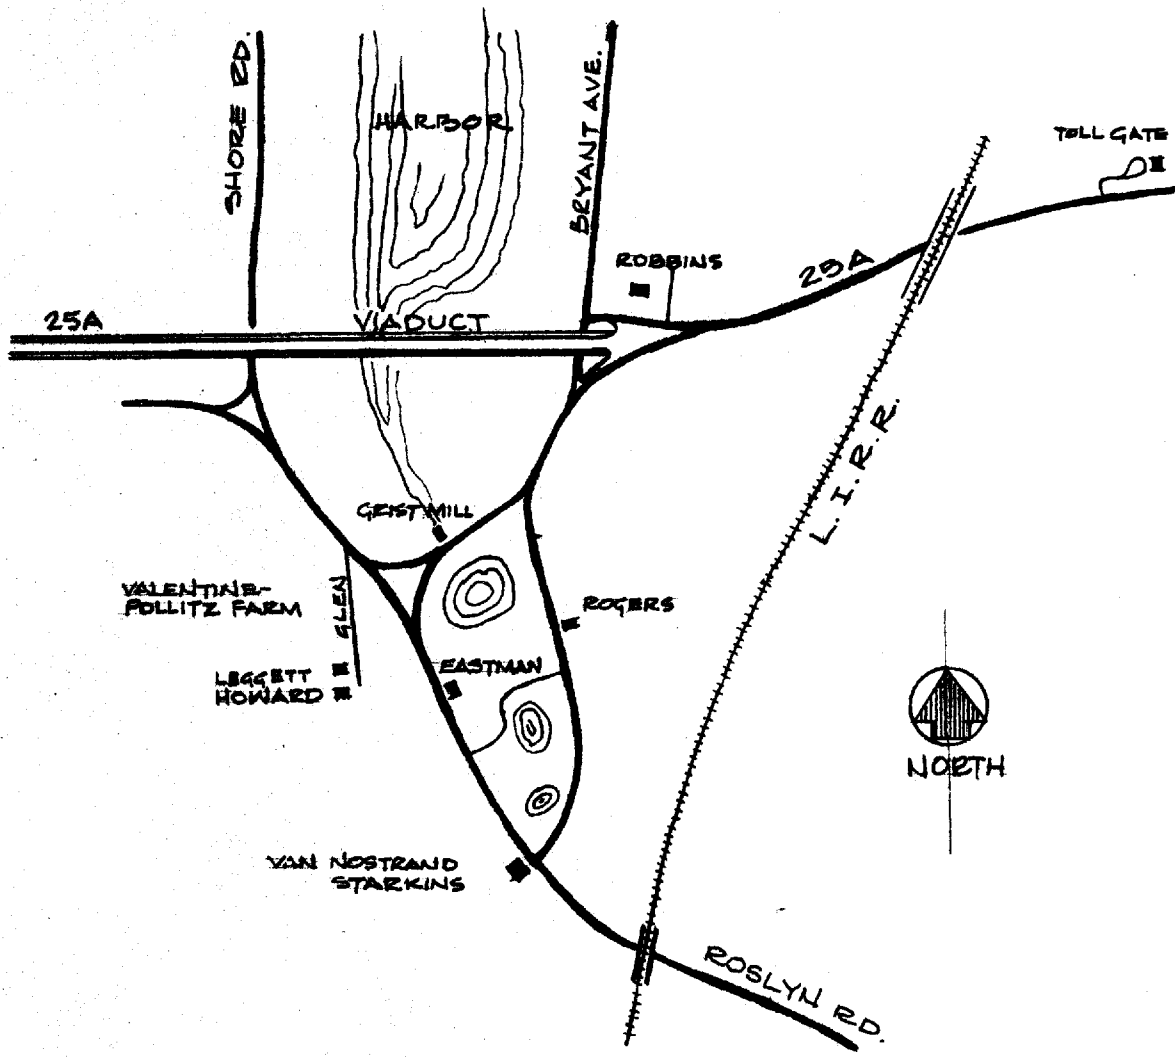 SHORE RD.
HARBOR
BRYANT AVE.
TOLL GATE
ROBBINS
25A
25A
VIADUCT
L. I. R. R.
GRIST MILL
VALENTINE-
POLLITZ FARM
GLEN
ROGERS
LEGGETT
HOWARD
EASTMAN
NORTH
VAN NOSTRAND
STARKINS
ROSLYN RD.